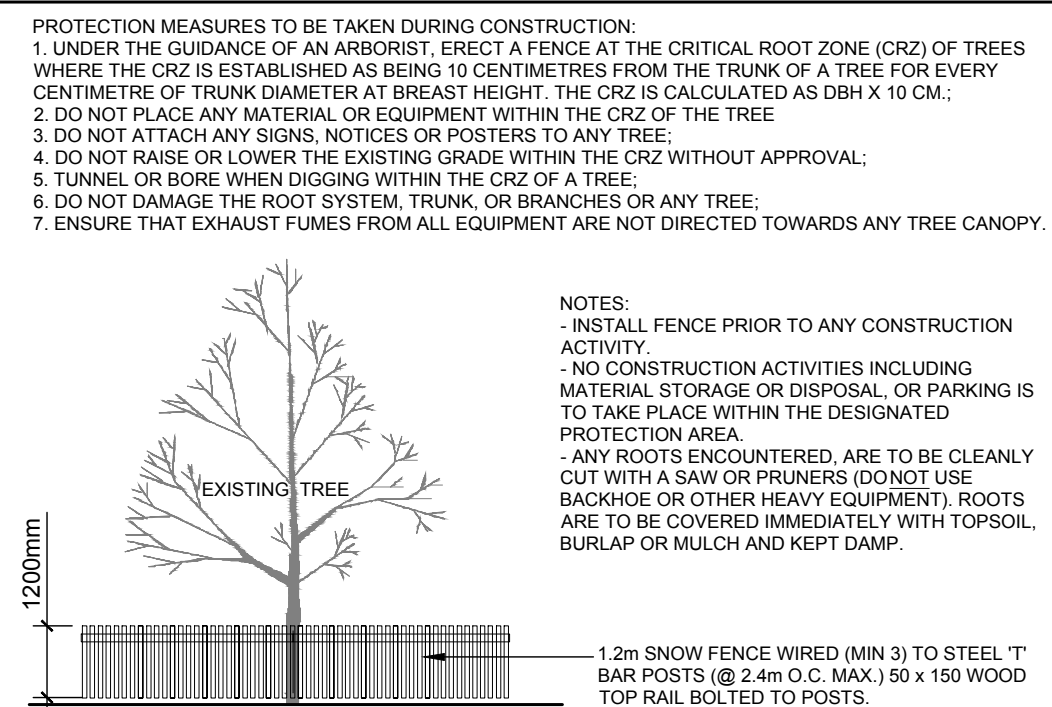 PROTECTION MEASURES TO BE TAKEN DURING CONSTRUCTION:
1. UNDER THE GUIDANCE OF AN ARBORIST, ERECT A FENCE AT THE CRITICAL ROOT ZONE (CRZ) OF TREES
WHERE THE CRZ IS ESTABLISHED AS BEING 10 CENTIMETRES FROM THE TRUNK OF A TREE FOR EVERY
CENTIMETRE OF TRUNK DIAMETER AT BREAST HEIGHT. THE CRZ IS CALCULATED AS DBH X 10 CM.;
2. DO NOT PLACE ANY MATERIAL OR EQUIPMENT WITHIN THE CRZ OF THE TREE
3. DO NOT ATTACH ANY SIGNS, NOTICES OR POSTERS TO ANY TREE;
4. DO NOT RAISE OR LOWER THE EXISTING GRADE WITHIN THE CRZ WITHOUT APPROVAL;
5. TUNNEL OR BORE WHEN DIGGING WITHIN THE CRZ OF A TREE;
6. DO NOT DAMAGE THE ROOT SYSTEM, TRUNK, OR BRANCHES OR ANY TREE;
7. ENSURE THAT EXHAUST FUMES FROM ALL EQUIPMENT ARE NOT DIRECTED TOWARDS ANY TREE CANOPY.
NOTES:
- INSTALL FENCE PRIOR TO ANY CONSTRUCTION
ACTIVITY.
- NO CONSTRUCTION ACTIVITIES INCLUDING
MATERIAL STORAGE OR DISPOSAL, OR PARKING IS
TO TAKE PLACE WITHIN THE DESIGNATED
PROTECTION AREA.
- ANY ROOTS ENCOUNTERED, ARE TO BE CLEANLY
CUT WITH A SAW OR PRUNERS (DO NOT USE
BACKHOE OR OTHER HEAVY EQUIPMENT). ROOTS
ARE TO BE COVERED IMMEDIATELY WITH TOPSOIL,
BURLAP OR MULCH AND KEPT DAMP.
EXISTING TREE
1200mm
1.2m SNOW FENCE WIRED (MIN 3) TO STEEL 'T'
BAR POSTS (@ 2.4m O.C. MAX.) 50 x 150 WOOD
TOP RAIL BOLTED TO POSTS.